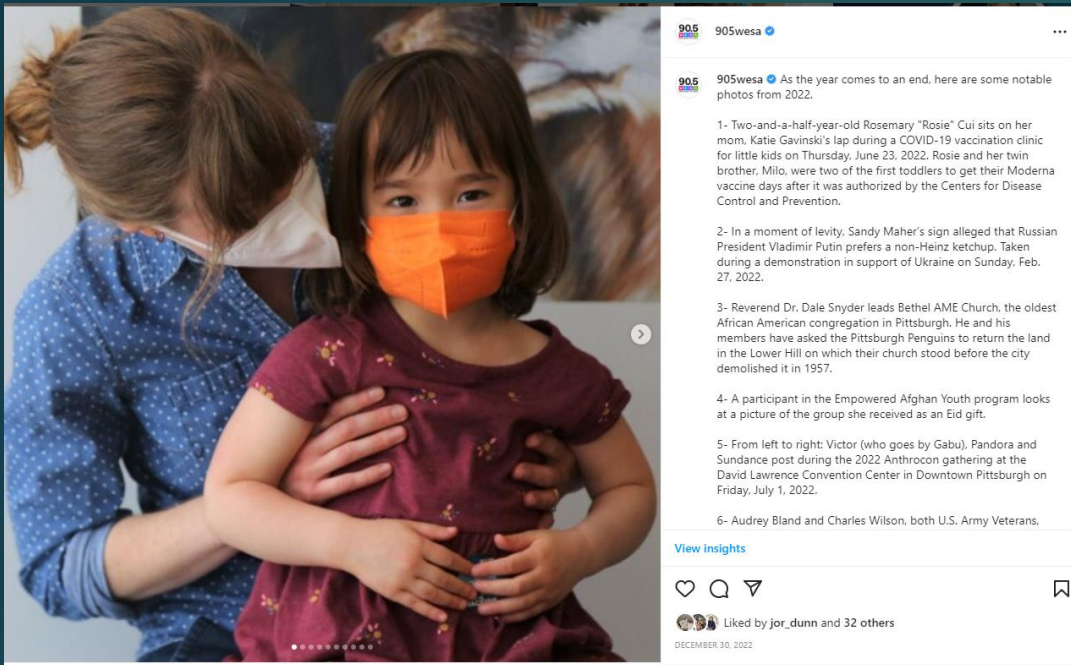 90.5
WESA
905wesa
...
90.5
WESA
905wesa As the year comes to an end, here are some notable
photos from 2022.
1- Two-and-a-half-year-old Rosemary "Rosie" Cui sits on her
mom, Katie Gavinski's lap during a COVID-19 vaccination clinic
for little kids on Thursday, June 23, 2022. Rosie and her twin
brother, Milo, were two of the first toddlers to get their Moderna
vaccine days after it was authorized by the Centers for Disease
Control and Prevention.
2- In a moment of levity, Sandy Maher's sign alleged that Russian
President Vladimir Putin prefers a non-Heinz ketchup. Taken
during a demonstration in support of Ukraine on Sunday, Feb.
27, 2022.
3- Reverend Dr. Dale Snyder leads Bethel AME Church, the oldest
African American congregation in Pittsburgh. He and his
members have asked the Pittsburgh Penguins to return the land
in the Lower Hill on which their church stood before the city
demolished it in 1957.
4- A participant in the Empowered Afghan Youth program looks
at a picture of the group she received as an Eid gift.
5- From left to right: Victor (who goes by Gabu), Pandora and
Sundance post during the 2022 Anthrocon gathering at the
David Lawrence Convention Center in Downtown Pittsburgh on
Friday, July 1, 2022.
6- Audrey Bland and Charles Wilson, both U.S. Army Veterans,
View insights
Liked by jor_dunn and 32 others
DECEMBER 30, 2022